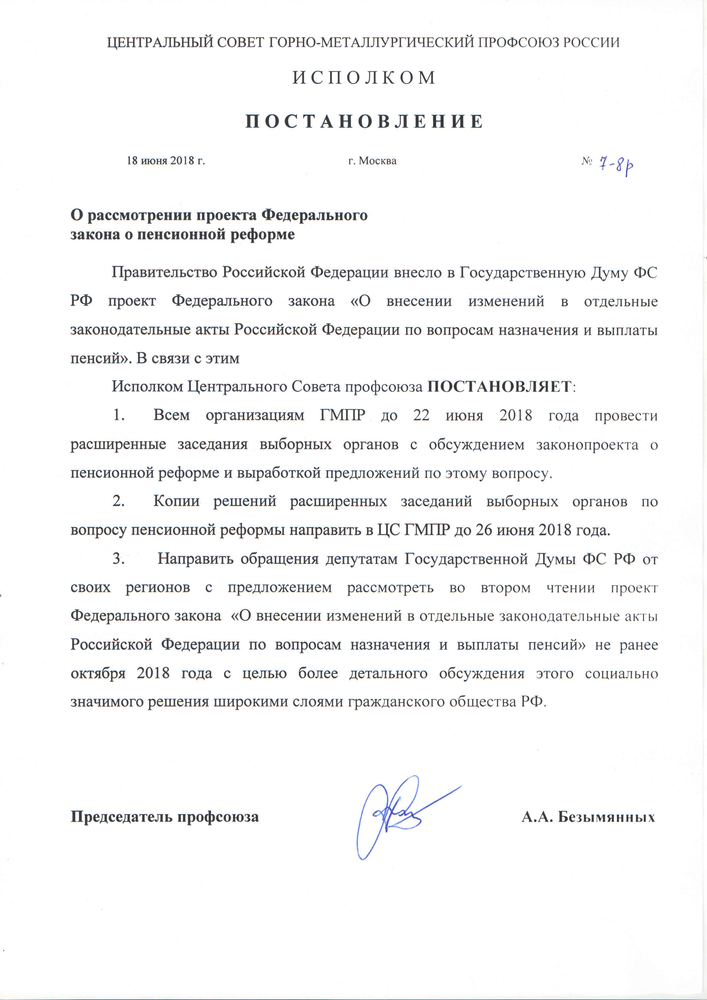 ЦЕНТРАЛЬНЫЙ СОВЕТ ГОРНО-МЕТАЛЛУРГИЧЕСКИЙ ПРОФСОЮЗ РОССИИ
И С П О Л К О М
П О С Т А Н О В Л Е Н И Е
18 июня 2018 г. г. Москва № 7-8р
О рассмотрении проекта Федерального
закона о пенсионной реформе
Правительство Российской Федерации внесло в Государственную Думу ФС
РФ проект Федерального закона «О внесении изменений в отдельные
законодательные акты Российской Федерации по вопросам назначения и выплаты
пенсий». В связи с этим
Исполком Центрального Совета профсоюза ПОСТАНОВЛЯЕТ:
1. Всем организациям ГМПР до 22 июня 2018 года провести
расширенные заседания выборных органов с обсуждением законопроекта о
пенсионной реформе и выработкой предложений по этому вопросу.
2. Копии решений расширенных заседаний выборных органов по
вопросу пенсионной реформы направить в ЦС ГМПР до 26 июня 2018 года.
3. Направить обращения депутатам Государственной Думы ФС РФ от
своих регионов с предложением рассмотреть во втором чтении проект
Федерального закона «О внесении изменений в отдельные законодательные акты
Российской Федерации по вопросам назначения и выплаты пенсий» не ранее
октября 2018 года с целью более детального обсуждения этого социально
значимого решения широкими слоями гражданского общества РФ.
Председатель профсоюза А.А. Безымянных